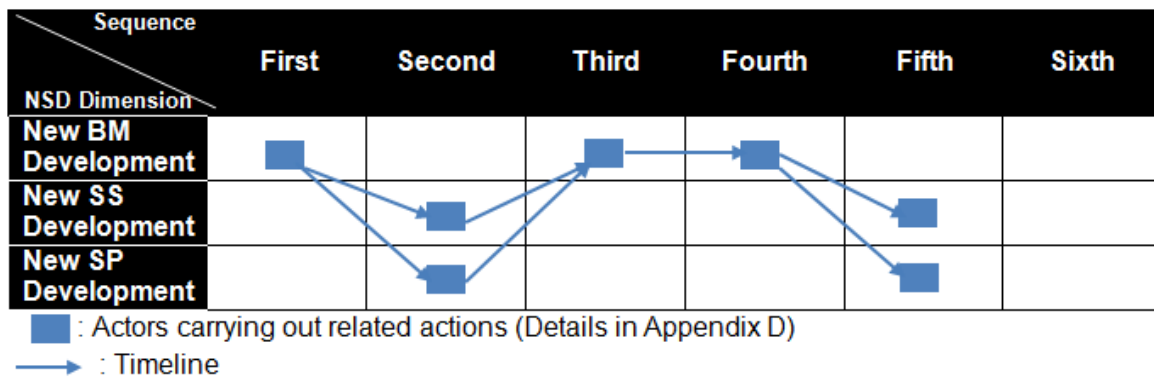 Sequence
First Second Third Fourth Fifth Sixth
NSD Dimension
New BM
Development
New SS
Development
New SP
Development
: Actors carrying out related actions (Details in Appendix D)
: Timeline